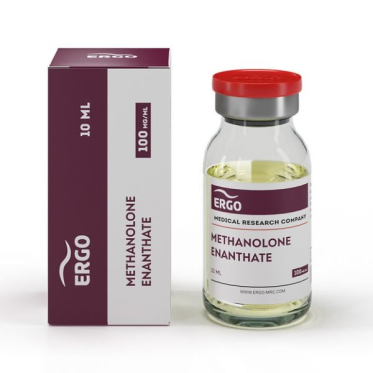 10 ML
100 MG/ML
ERGO
METHANOLONE
ENANTHATE
ERGO
MEDICAL RESEARCH COMPANY
METHANOLONE
ENANTHATE
10 ML
WWW.ERGO-MRC.COM